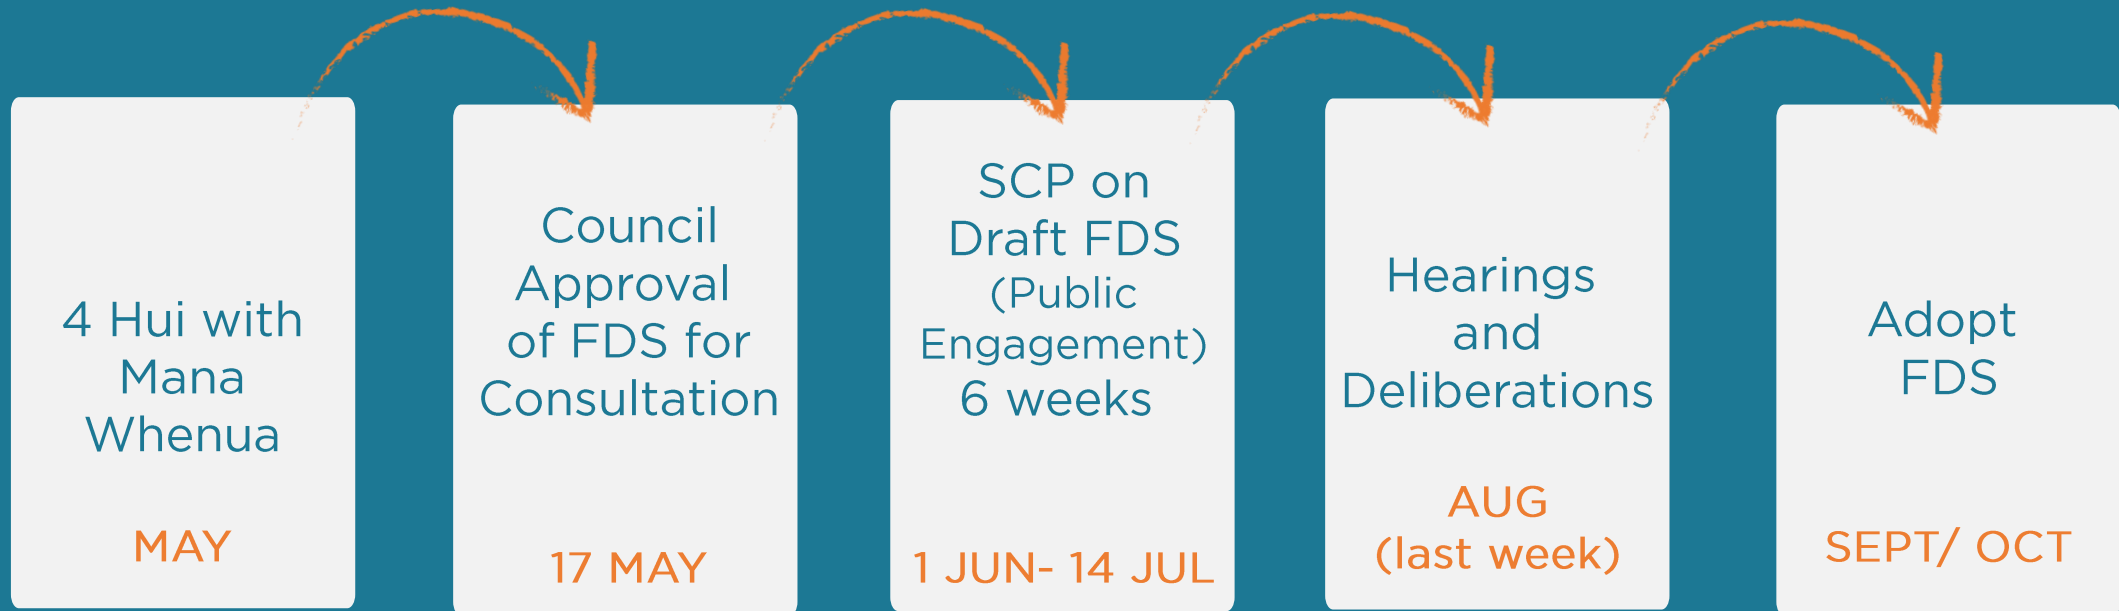 4 Hui with
Mana
Whenua
MAY
Council
Approval
of FDS for
Consultation
17 MAY
SCP on
Draft FDS
(Public
Engagement)
6 weeks
1 JUN- 14 JUL
Hearings
and
Deliberations
AUG
(last week)
Adopt
FDS
SEPT/ OCT